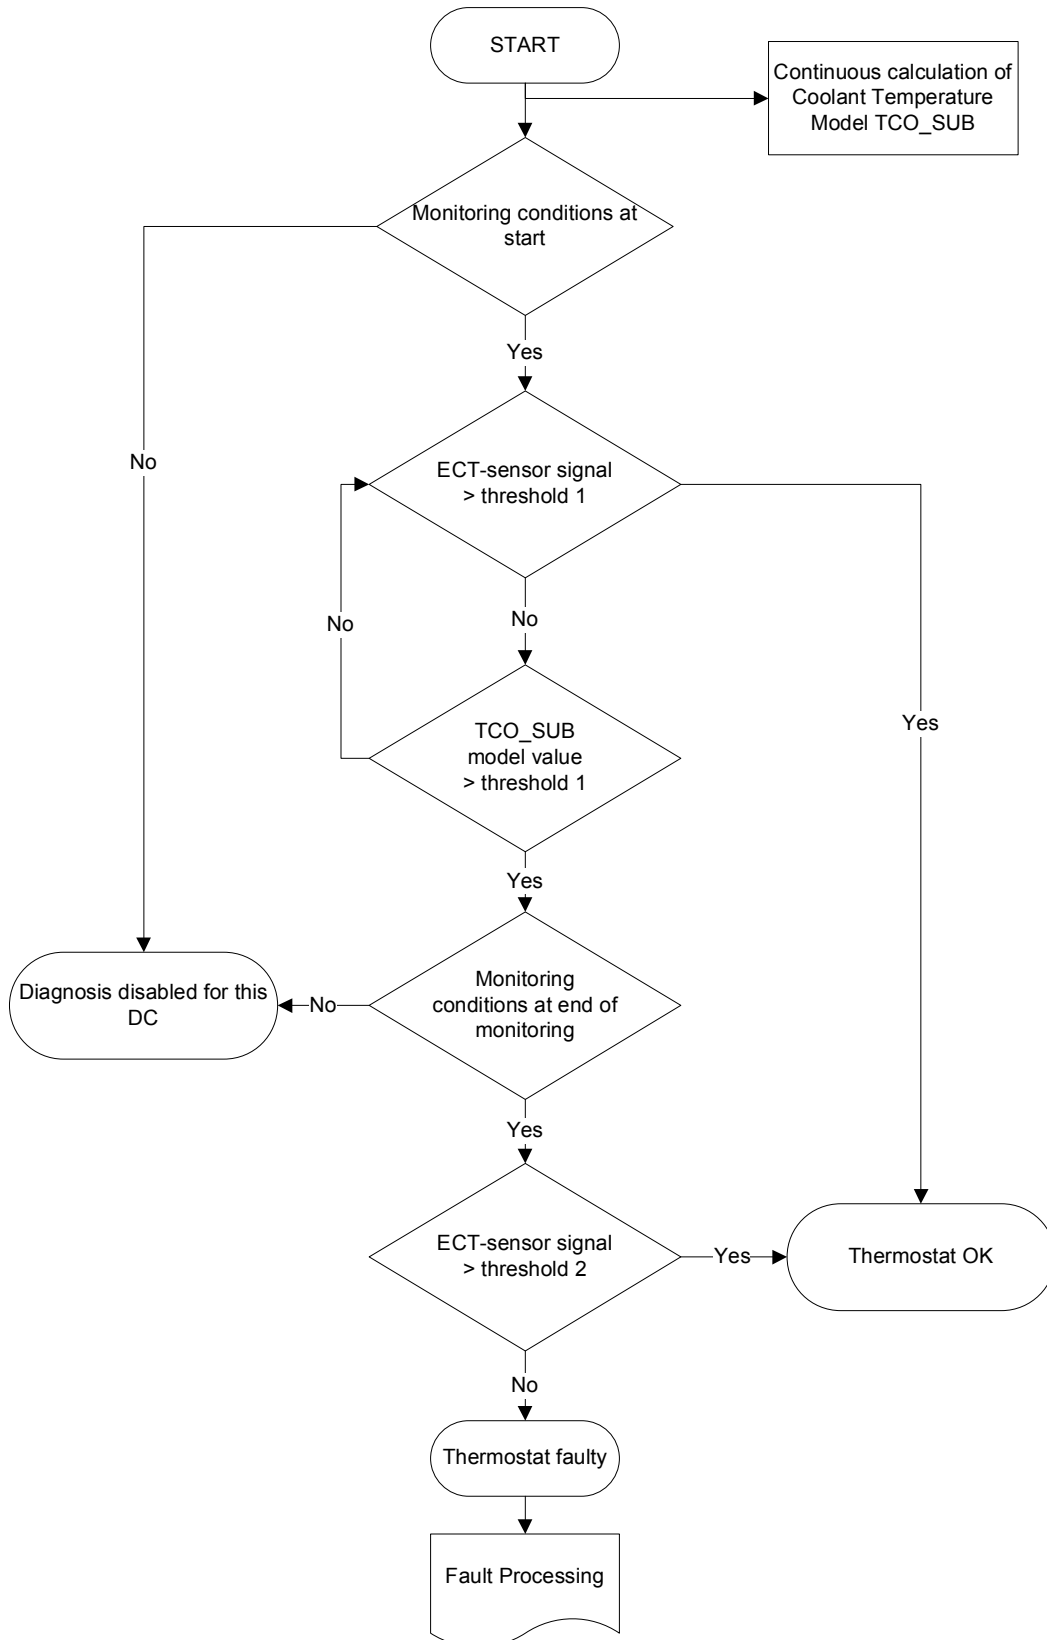 START
Continuous calculation of
Coolant Temperature
Model TCO_SUB
Monitoring conditions at
start
Yes
No
ECT-sensor signal
> threshold 1
No
No
TCO_SUB
model value
> threshold 1
Yes
Yes
Monitoring
conditions at end of
monitoring
No
Diagnosis disabled for this
DC
Yes
ECT-sensor signal
> threshold 2
Yes
Thermostat OK
No
Thermostat faulty
Fault Processing